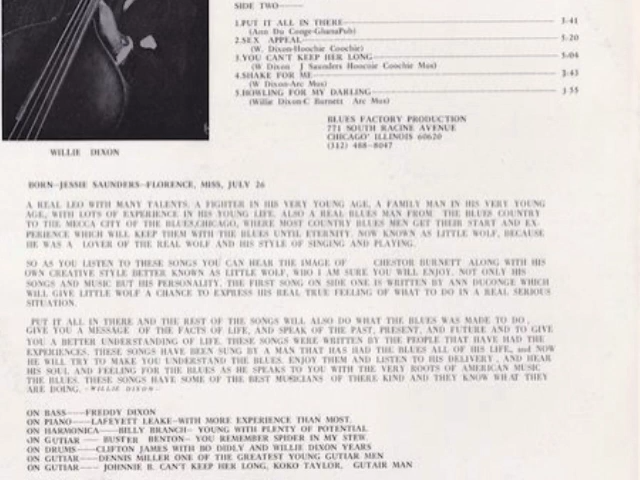 SIDE TWO
1.PUT IT ALL IN THERE 3-41
(Ann Du Conge-GhanaPub)
2.SEX APPEAL 5-20
(W. Dixon-Hoochie Coochie)
3.YOU CAN'T KEEP HER LONG 5-04
(W Dixon J Saunders Hoochie Coochie Mus)
4.SHAKE FOR ME 3-43
(W Dixon-Arc Mus)
5.HOWLING FOR MY DARLING 3 55
(Willie Dixon-C Burnett Arc Mus)
BLUES FACTORY PRODUCTION
771 SOUTH RACINE AVENUE
CHICAGO' ILLINOIS 60620
(312) 488-8047
WILLIE DIXON
BORN-JESSIE SAUNDERS-FLORENCE, MISS, JULY 26
A REAL LEO WITH MANY TALENTS. A FIGHTER IN HIS VERY YOUNG AGE, A FAMILY MAN IN HIS VERY YOUNG
AGE, WITH LOTS OF EXPERIENCE IN HIS YOUNG LIFE. ALSO A REAL BLUES MAN FROM THE BLUES COUNTRY
TO THE MECCA CITY OF THE BLUES,CHICAGO, WHERE MOST COUNTRY BLUES MEN GET THEIR START AND EX-
PERIENCE WHICH WILL KEEP THEM WITH THE BLUES UNTIL ETERNITY. NOW KNOWN AS LITTLE WOLF, BECAUSE
HE WAS A LOVER OF THE REAL WOLF AND HIS STYLE OF SINGING AND PLAYING.
SO AS YOU LISTEN TO THESE SONGS YOU CAN HEAR THE IMAGE OF CHESTOR BURNETT ALONG WITH HIS
OWN CREATIVE STYLE BETTER KNOWN AS LITTLE WOLF, WHO I AM SURE YOU WILL ENJOY. NOT ONLY HIS
SONGS AND MUSIC BUT HIS PERSONALITY. THE FIRST SONG ON SIDE ONE IS WRITTEN BY ANN DUCONGE WHICH
WILL GIVE LITTLE WOLF A CHANCE TO EXPRESS HIS REAL TRUE FEELING OF WHAT TO DO IN A REAL SERIOUS
SITUATION.
PUT IT ALL IN THERE AND THE REST OF THE SONGS WILL ALSO DO WHAT THE BLUES WAS MADE TO DO ,
GIVE YOU A MESSAGE OF THE FACTS OF LIFE, AND SPEAK OF THE PAST, PRESENT, AND FUTURE AND TO GIVE
YOU A BETTER UNDERSTANDING OF LIFE. THESE SONGS WERE WRITTEN BY THE PEOPLE THAT HAVE HAD THE
EXPERIENCES, THESE SONGS HAVE BEEN SUNG BY A MAN THAT HAS HAD THE BLUES ALL OF HIS LIFE, and NOW
HE WILL TRY TO MAKE YOU UNDERSTAND THE BLUES. ENJOY THEM AND LISTEN TO HIS DELIVERY , AND HEAR
HIS SOUL AND FEELING FOR THE BLUES AS HE SPEAKS TO YOU WITH THE VERY ROOTS OF AMERICAN MUSIC
THE BLUES. THESE SONGS HAVE SOME OF THE BEST MUSICIANS OF THERE KIND AND THEY KNOW WHAT THEY
ARE DOING. -WILLIE DIXON-
ON BASS----FREDDY DIXON
ON PIANO----LAFEYETT LEAKE-WITH MORE EXPERIENCE THAN MOST.
ON HARMONICA----BILLY BRANCH- YOUNG WITH PLENTY OF POTENTIAL
ON GUTIAR---- BUSTER BENTON- YOU REMEMBER SPIDER IN MY STEW.
ON DRUMS----CLIFTON JAMES WITH BO DIDLY AND WILLIE DIXON YEARS
ON GUTIAR----DENNIS MILLER ONE OF THE GREATEST YOUNG GUTIAR MEN
ON GUTIAR---- JOHNNIE B. CAN'T KEEP HER LONG, KOKO TAYLOR. GUTAIR MAN